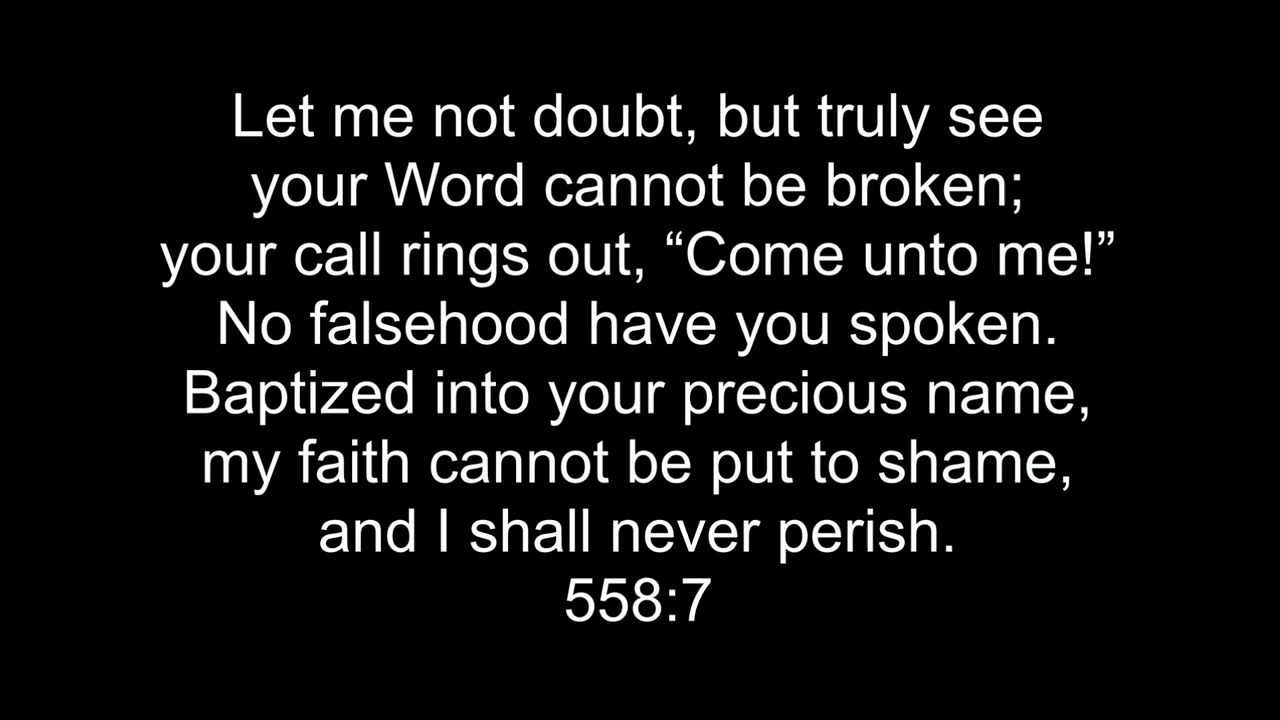 Let me not doubt, but truly see
your Word cannot be broken;
your call rings out, “Come unto me!”
No falsehood have you spoken.
Baptized into your precious name,
my faith cannot be put to shame,
and I shall never perish.
558:7